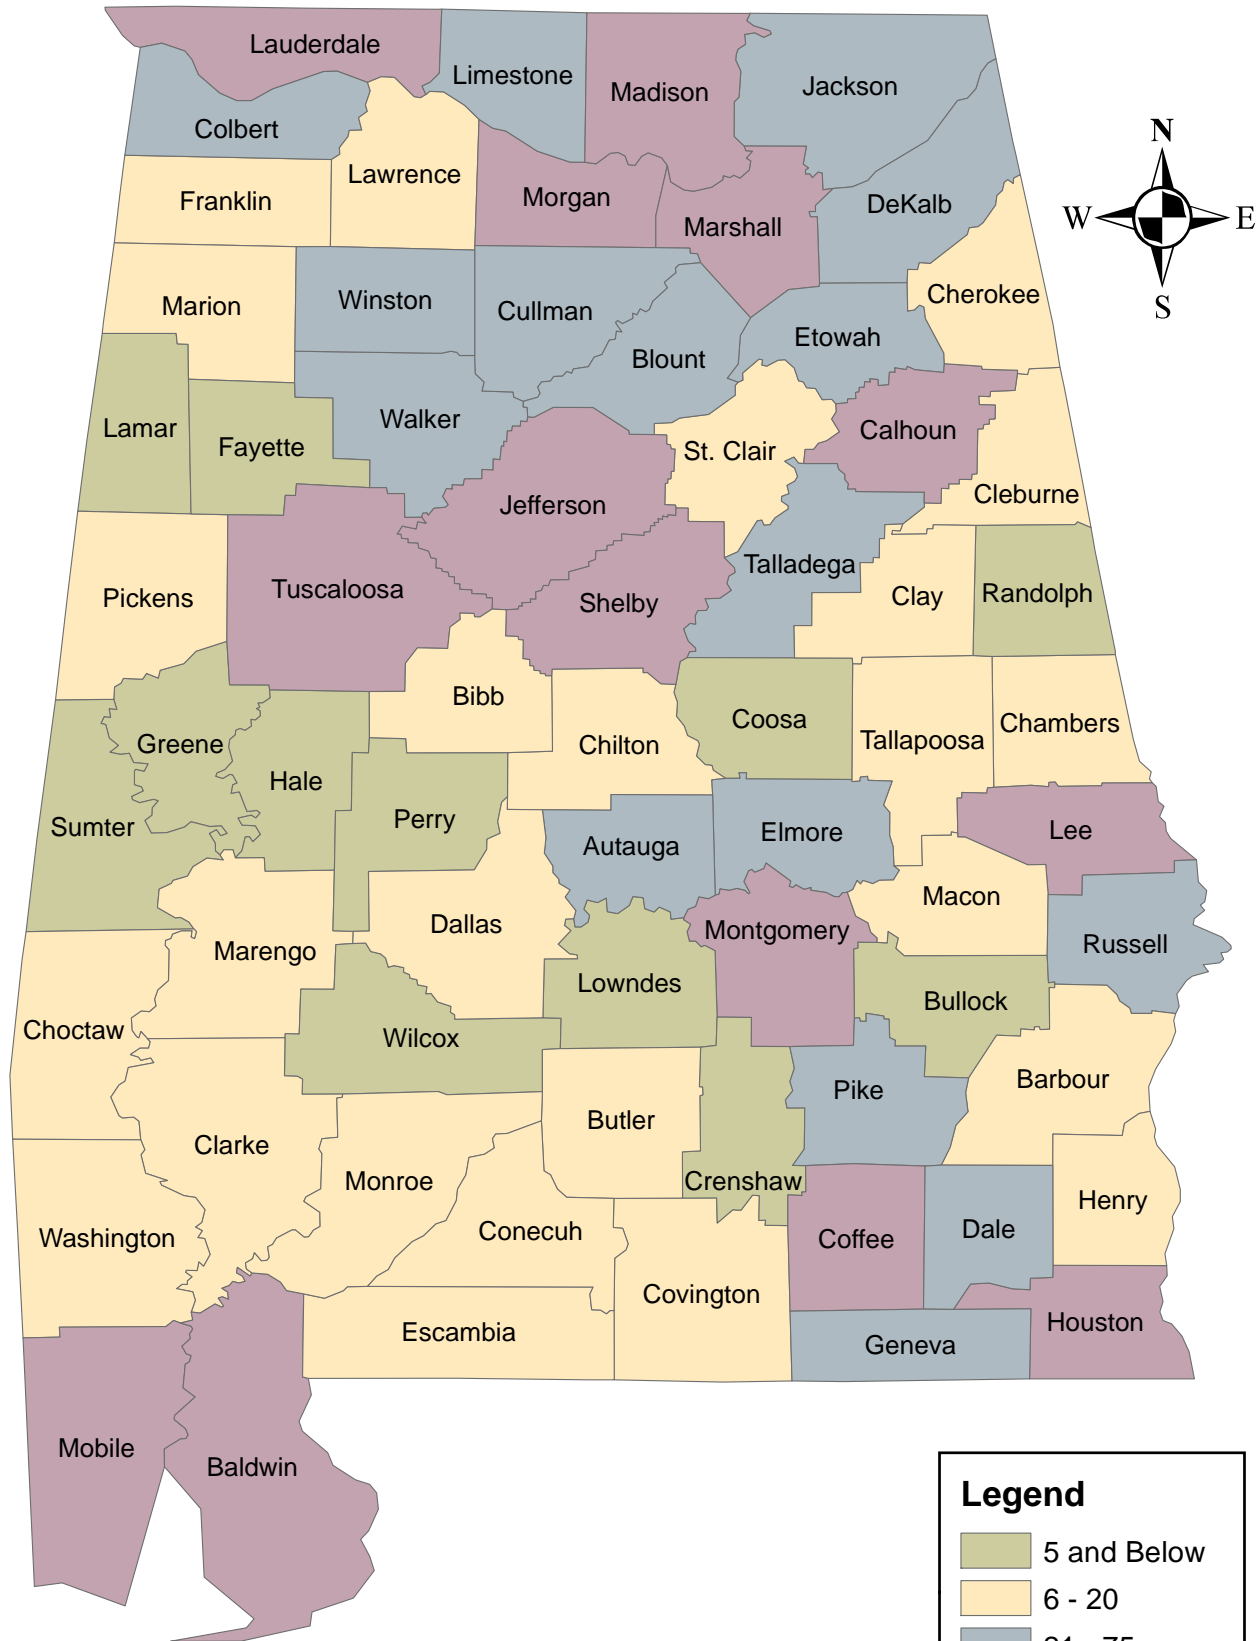 Lauderdale
Limestone
Madison
Jackson
Colbert
Lawrence
Franklin
Morgan
DeKalb
Marshall
N
W
E
S
Marion
Winston
Cullman
Cherokee
Etowah
Blount
Lamar
Fayette
Walker
St. Clair
Calhoun
Cleburne
Jefferson
Talladega
Pickens
Tuscaloosa
Shelby
Clay
Randolph
Bibb
Coosa
Chambers
Greene
Chilton
Tallapoosa
Hale
Sumter
Perry
Autauga
Elmore
Lee
Macon
Dallas
Montgomery
Marengo
Russell
Lowndes
Bullock
Choctaw
Wilcox
Barbour
Pike
Butler
Clarke
Monroe
Crenshaw
Henry
Washington
Conecuh
Coffee
Dale
Covington
Escambia
Houston
Geneva
Mobile
Baldwin
Legend
5 and Below
6 - 20